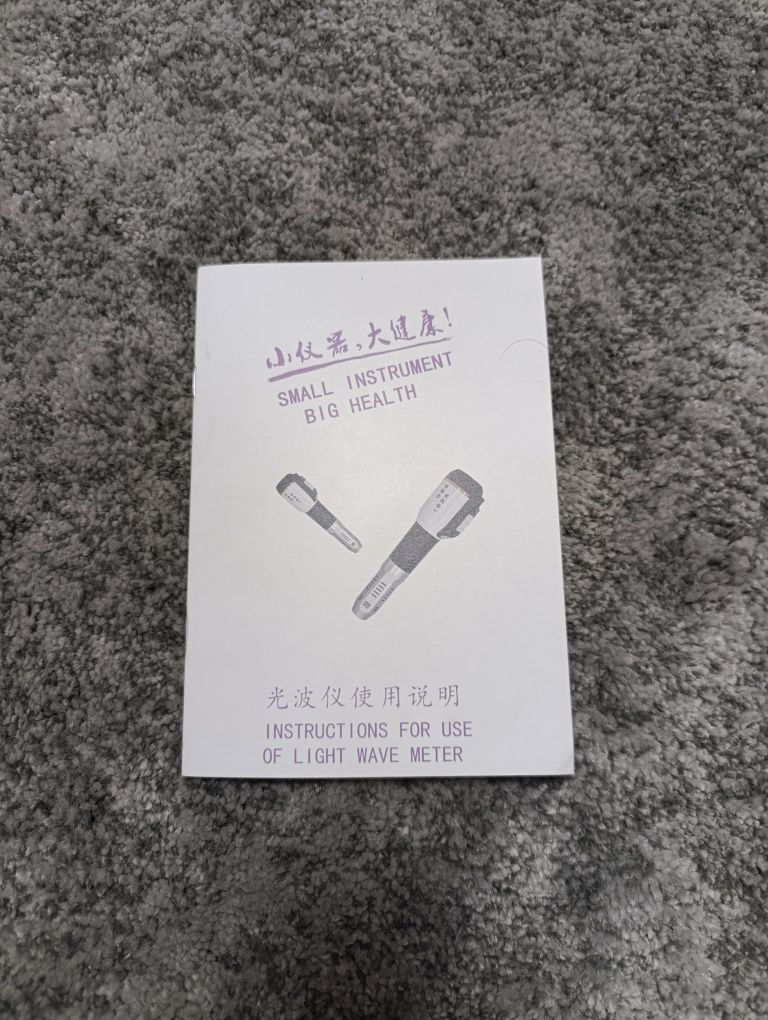 小仪器,大健康!
SMALL INSTRUMENT
BIG HEALTH
光波仪使用说明
INSTRUCTIONS FOR USE
OF LIGHT WAVE METER